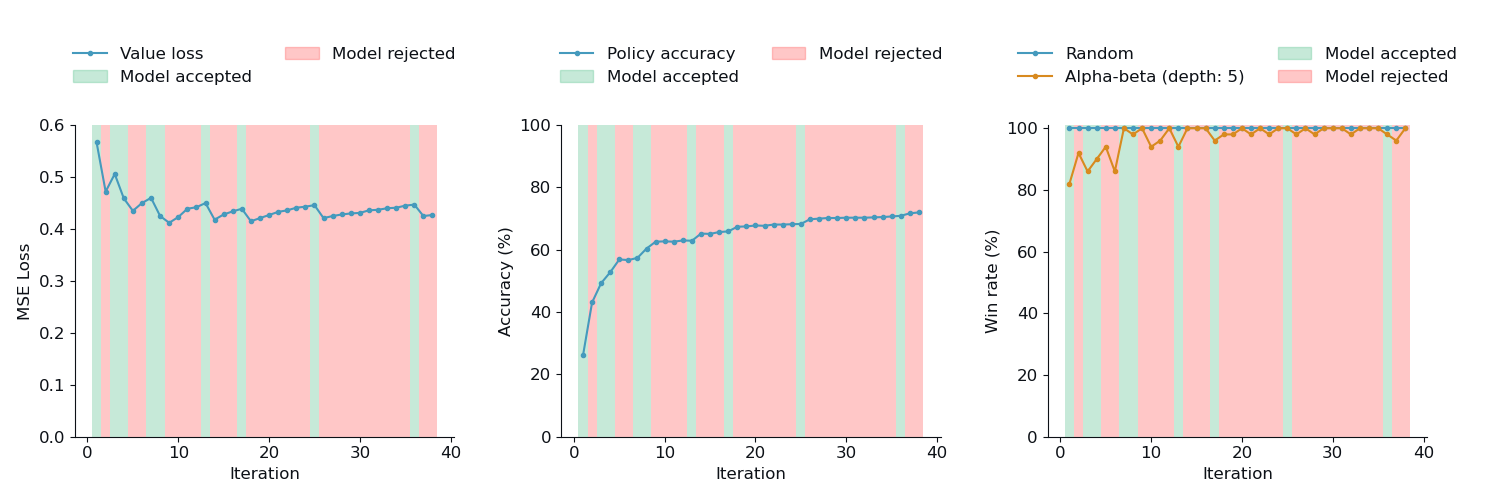 Value loss
Model accepted
Model rejected
0.6
0.5
0.4
0.3
0.2
0.1
0.0
MSE Loss
0 10 20 30 40
Iteration
Policy accuracy
Model accepted
Model rejected
100
80
60
40
20
0
Accuracy (%)
0 10 20 30 40
Iteration
Random
Alpha-beta (depth: 5)
Model accepted
Model rejected
100
80
60
40
20
0
Win rate (%)
0 10 20 30 40
Iteration